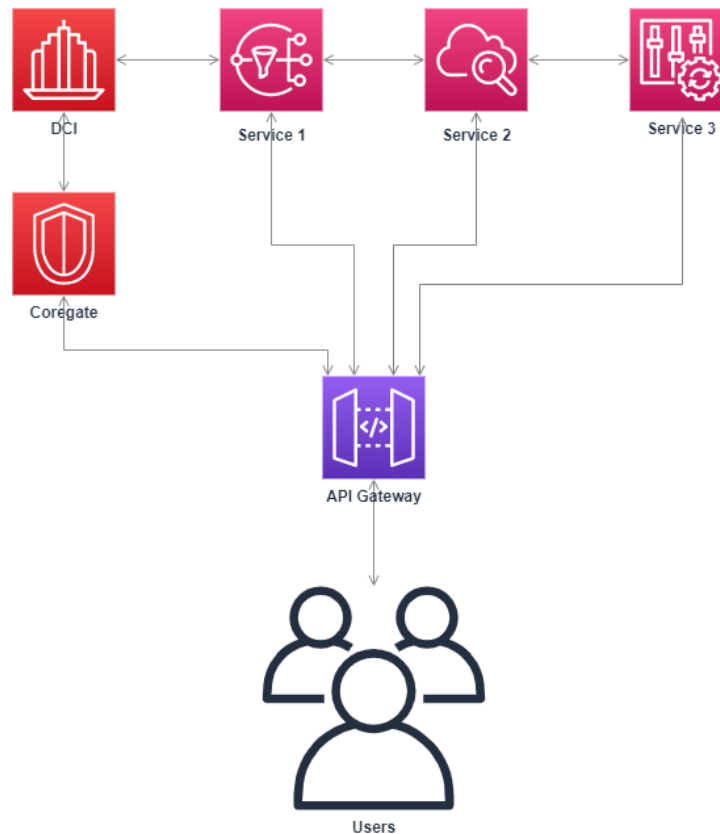 DCI
Service 1
Service 2
Service 3
Coregate
</>
API Gateway
Users